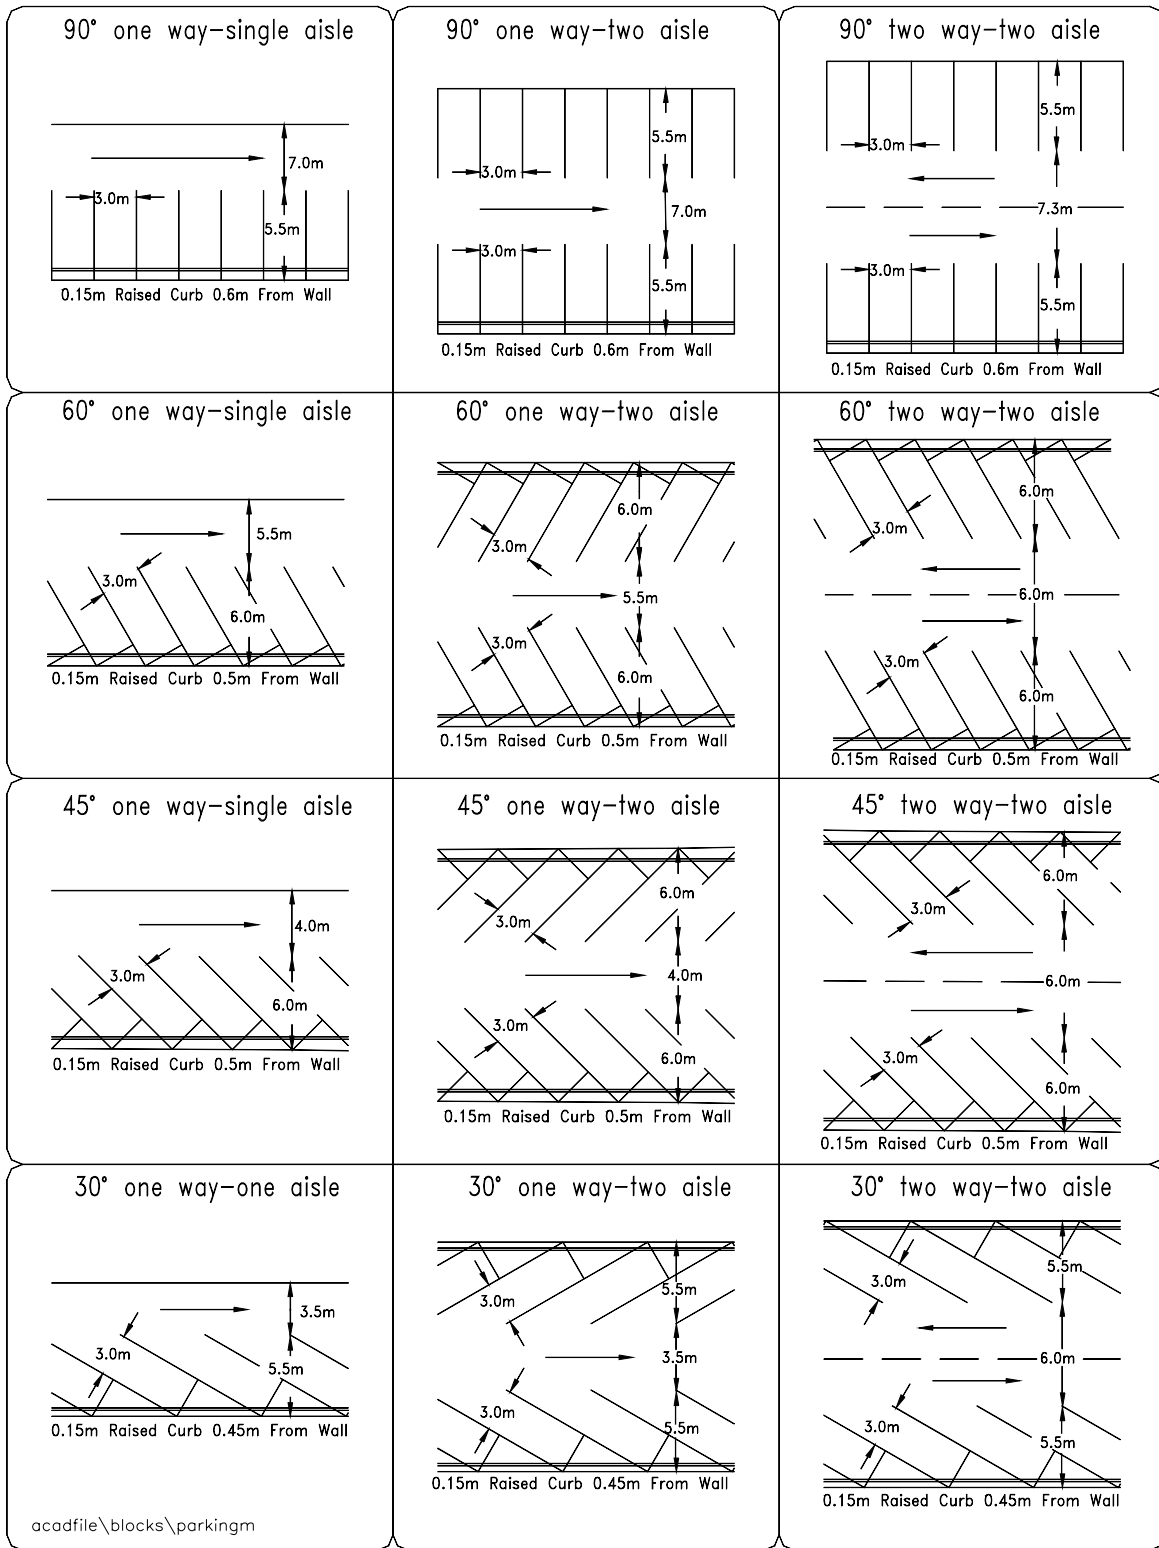 90° one way-single aisle
7.0m
3.0m
5.5m
0.15m Raised Curb 0.6m From Wall
90° one way-two aisle
5.5m
3.0m
7.0m
3.0m
5.5m
0.15m Raised Curb 0.6m From Wall
90° two way-two aisle
5.5m
3.0m
7.3m
3.0m
5.5m
0.15m Raised Curb 0.6m From Wall
60° one way-single aisle
5.5m
3.0m
6.0m
0.15m Raised Curb 0.5m From Wall
60° one way-two aisle
6.0m
3.0m
5.5m
3.0m
6.0m
0.15m Raised Curb 0.5m From Wall
60° two way-two aisle
6.0m
3.0m
6.0m
3.0m
6.0m
0.15m Raised Curb 0.5m From Wall
45° one way-single aisle
4.0m
3.0m
6.0m
0.15m Raised Curb 0.5m From Wall
45° one way-two aisle
6.0m
3.0m
4.0m
3.0m
6.0m
0.15m Raised Curb 0.5m From Wall
45° two way-two aisle
6.0m
3.0m
6.0m
3.0m
6.0m
0.15m Raised Curb 0.5m From Wall
30° one way-one aisle
3.5m
3.0m
5.5m
0.15m Raised Curb 0.45m From Wall
30° one way-two aisle
5.5m
3.0m
3.5m
3.0m
5.5m
0.15m Raised Curb 0.45m From Wall
30° two way-two aisle
5.5m
3.0m
6.0m
3.0m
5.5m
0.15m Raised Curb 0.45m From Wall
acadfile\blocks\parkingm